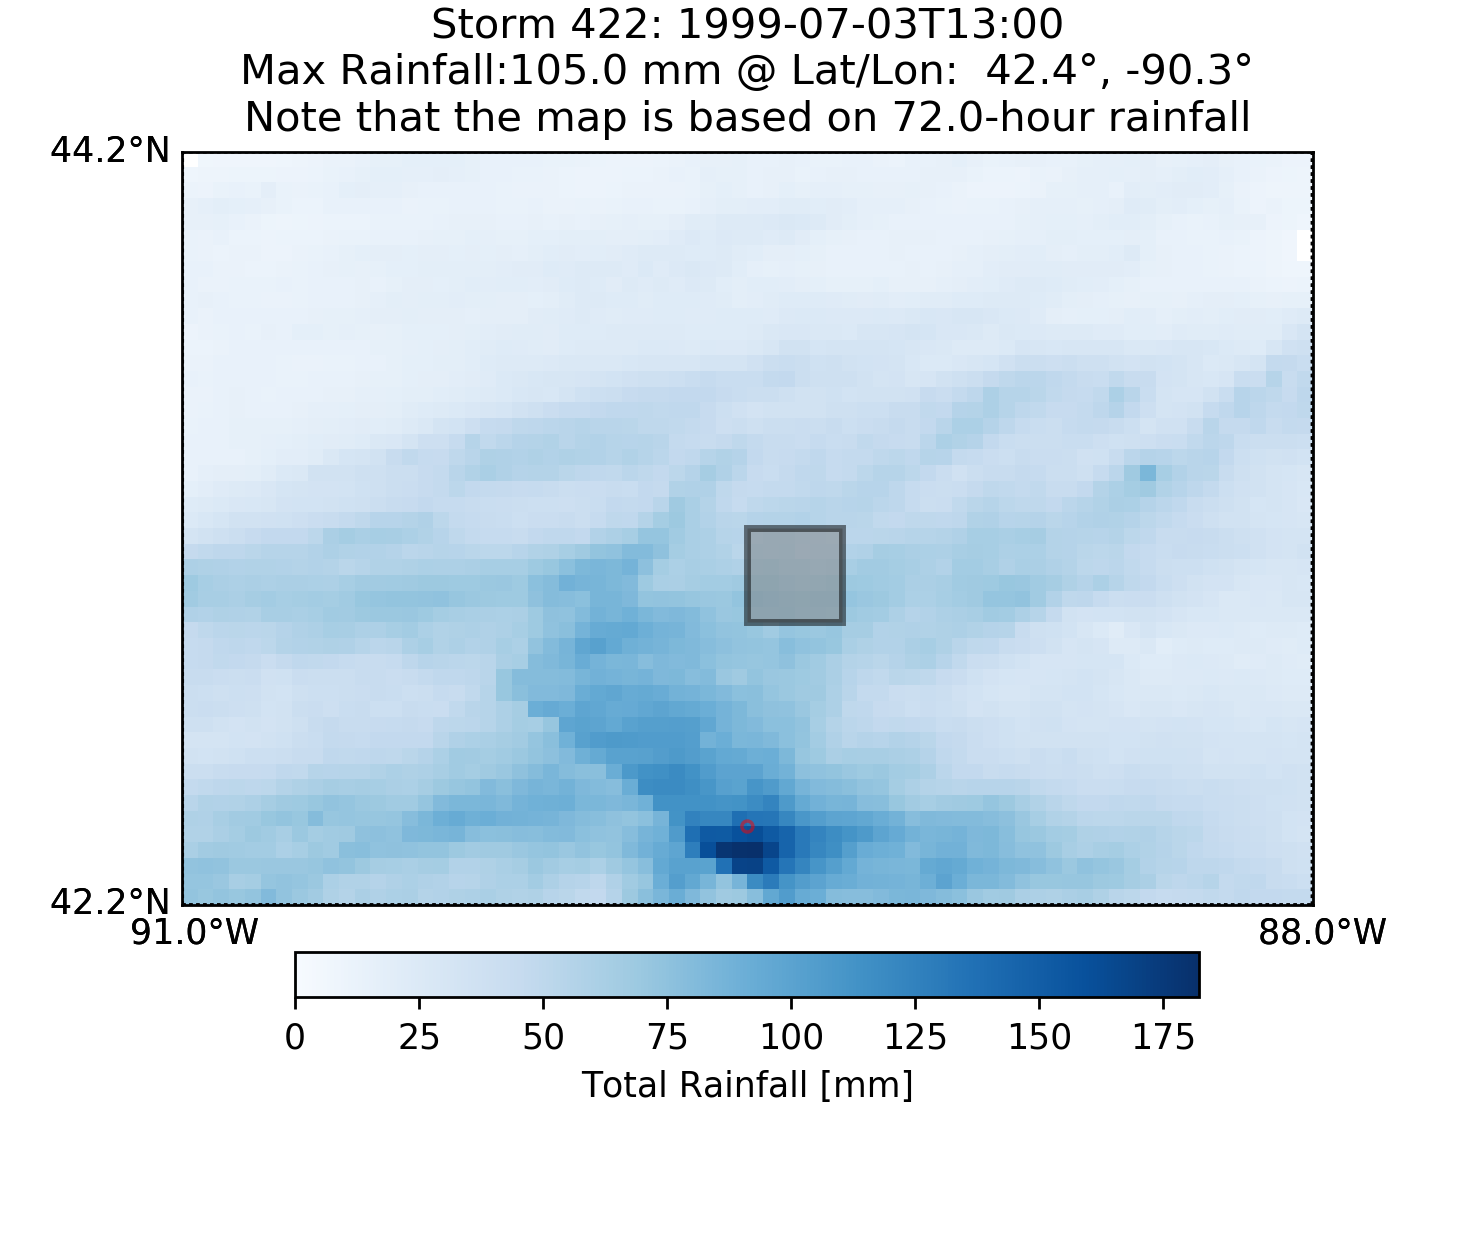 Storm 422: 1999-07-03T13:00
Max Rainfall:105.0 mm @ Lat/Lon:  42.4°, -90.3°
Note that the map is based on 72.0-hour rainfall
44.2°N
42.2°N
91.0°W 88.0°W
0 25 50 75 100 125 150 175
Total Rainfall [mm]